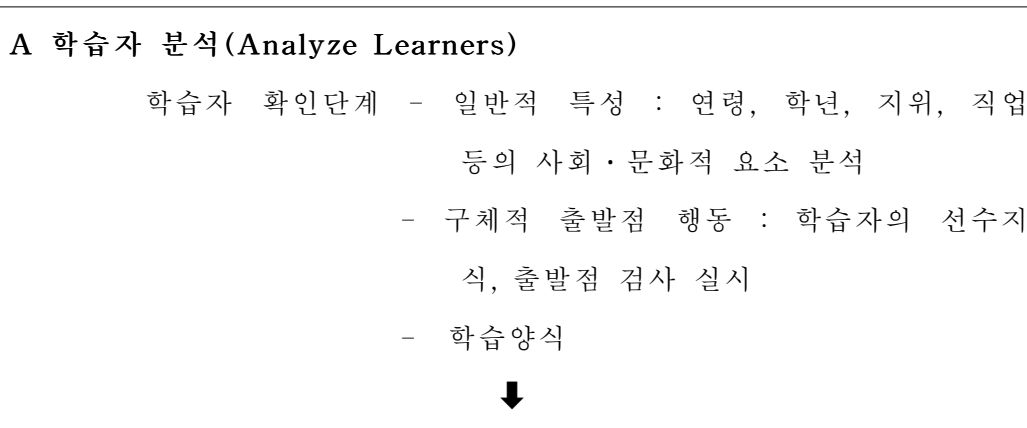 A 학습자 분석(Analyze Learners)
학습자 확인단계 - 일반적 특성 : 연령, 학년, 지위, 직업
등의 사회・문화적 요소 분석
- 구체적 출발점 행동 : 학습자의 선수지
식, 출발점 검사 실시
- 학습양식